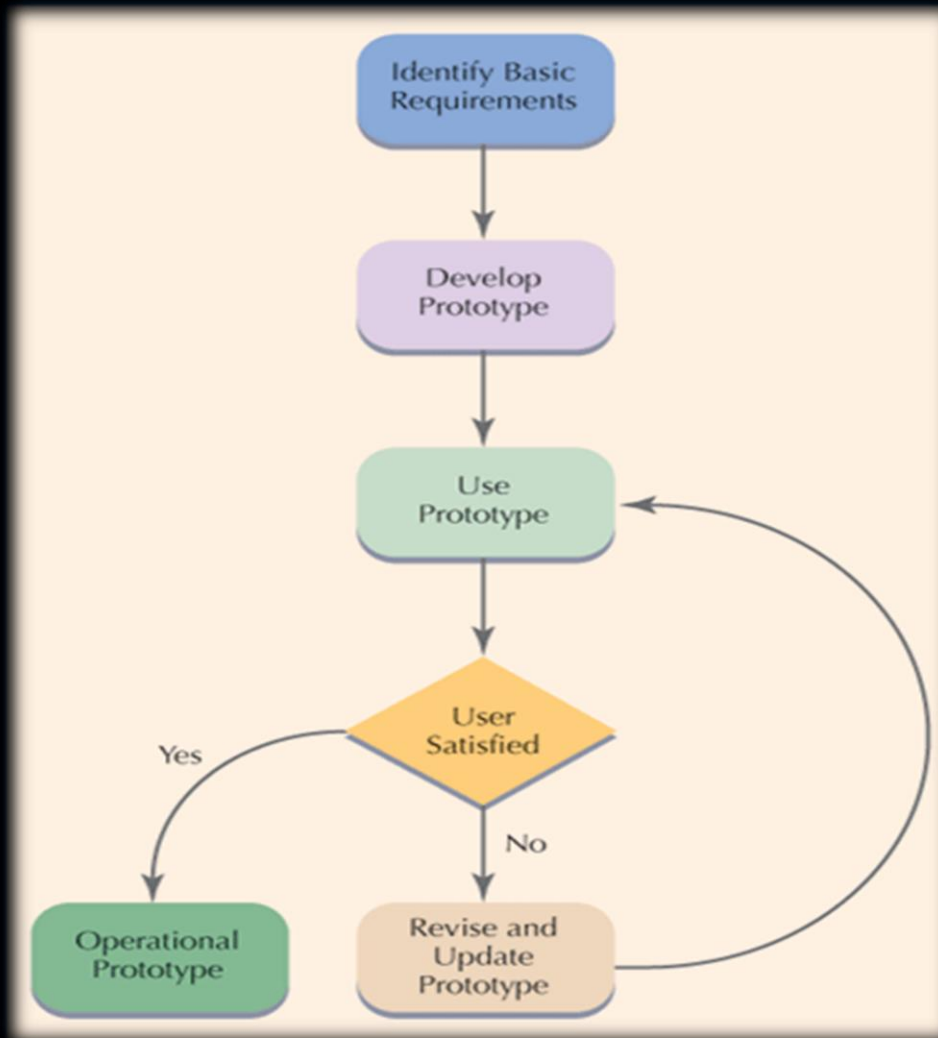 Identify Basic
Requirements
Develop
Prototype
Use
Prototype
User
Satisfied
Yes
No
Operational
Prototype
Revise and
Update
Prototype